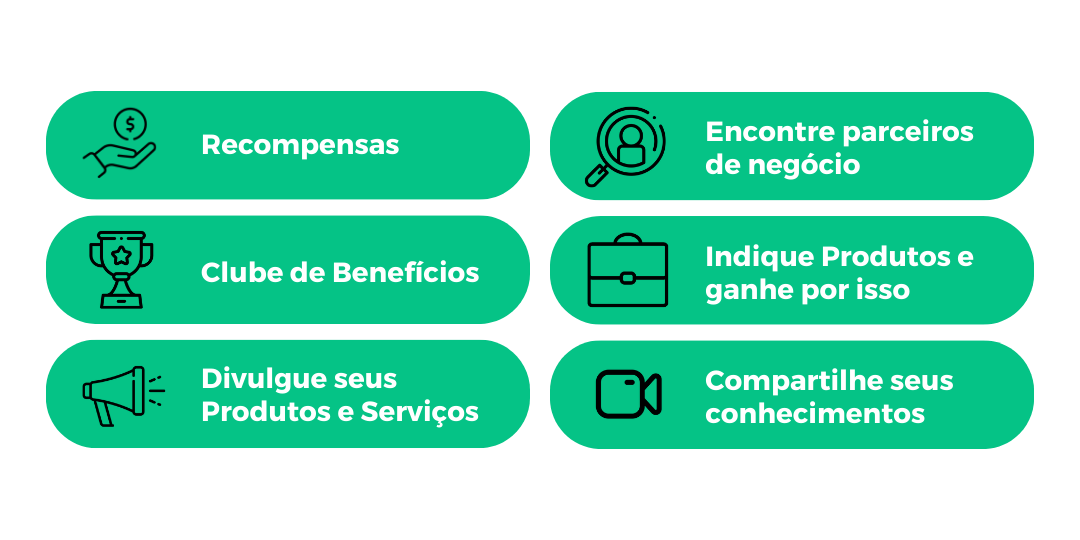 Recompensas
Encontre parceiros
de negócio
Clube de Benefícios
Indique Produtos e
ganhe por isso
Divulgue seus
Produtos e Serviços
Compartilhe seus
conhecimentos